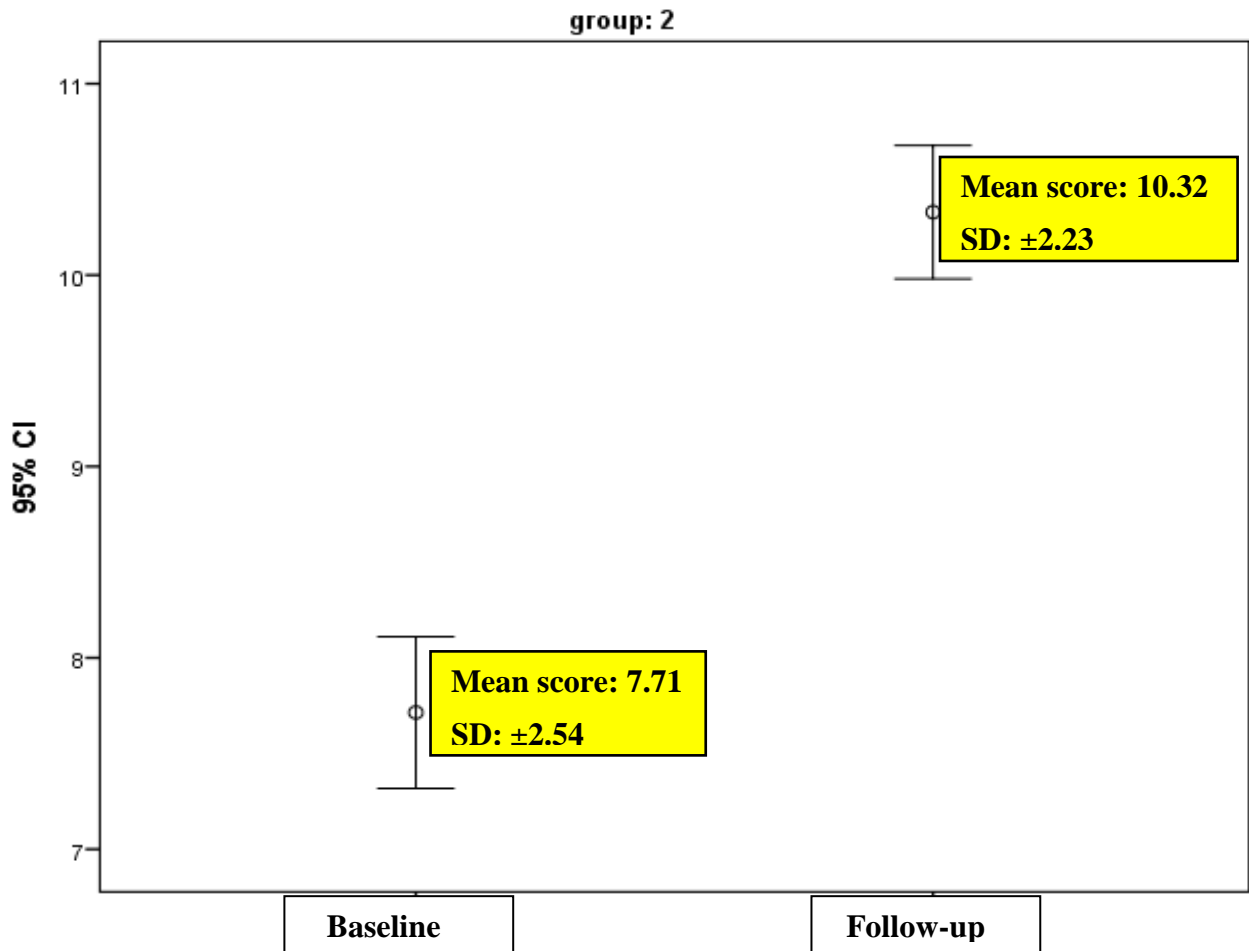 group: 2
11
10
9
8
7
95% CI
Mean score: 10.32
SD: ±2.23
Mean score: 7.71
SD: ±2.54
Baseline
Follow-up